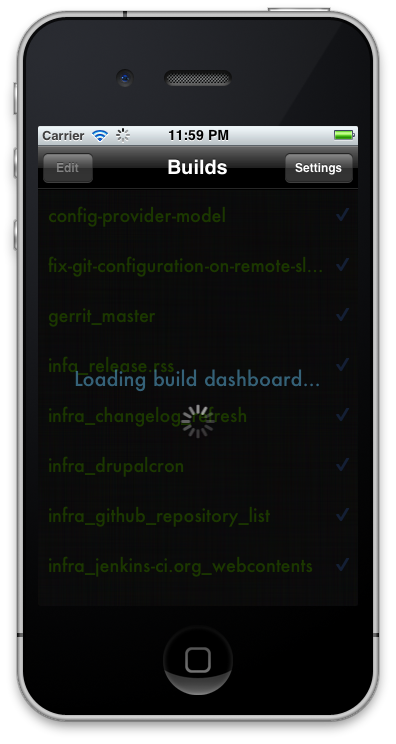 Carrier 11:59 PM
Edit Builds Settings
config-provider-model
fix-git-configuration-on-remote-sl...
gerrit_master
infa_release.rss
Loading build dashboard...
infra_changelog_refresh
infra_drupalcron
infra_github_repository_list
infra_jenkins-ci.org_webcontents